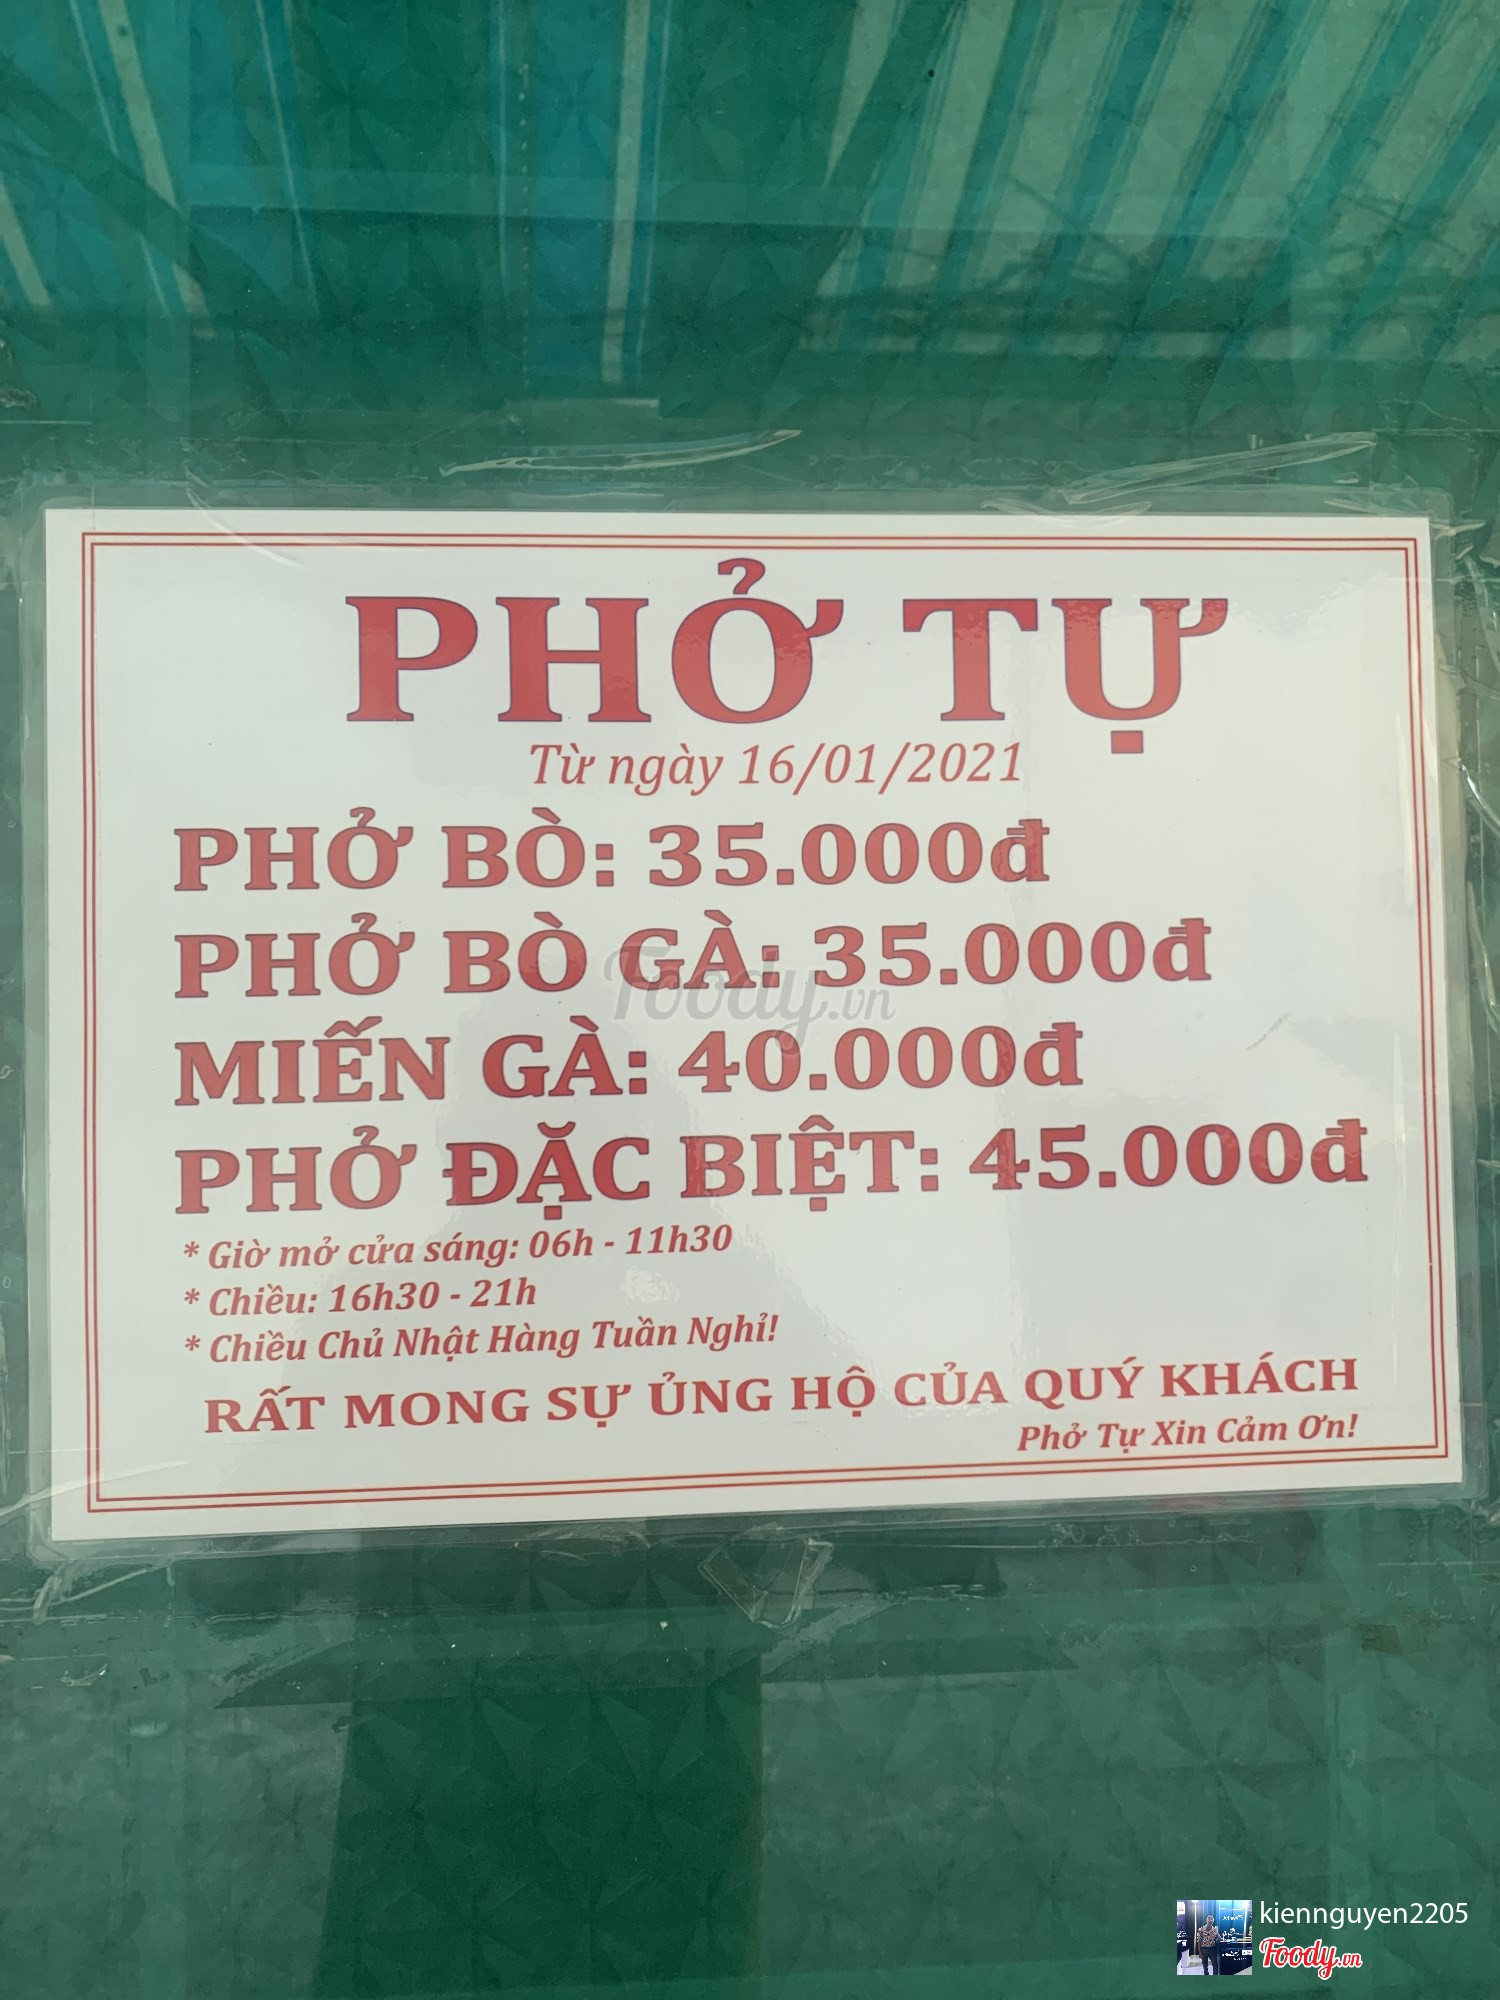 PHỞ TỰ
Từ ngày 16/01/2021
PHỞ BÒ: 35.000đ
PHỞ BÒ GÀ: 35.000đ
Foody.vn
MIẾN GÀ: 40.000đ
PHỞ ĐẶC BIỆT: 45.000đ
* Giờ mở cửa sáng: 06h - 11h30
* Chiều: 16h30 - 21h
* Chiều Chủ Nhật Hàng Tuần Nghỉ!
RẤT MONG SỰ ỦNG HỘ CỦA QUÝ KHÁCH
Phở Tự Xin Cảm Ơn!
kiennguyen2205
Foody.vn